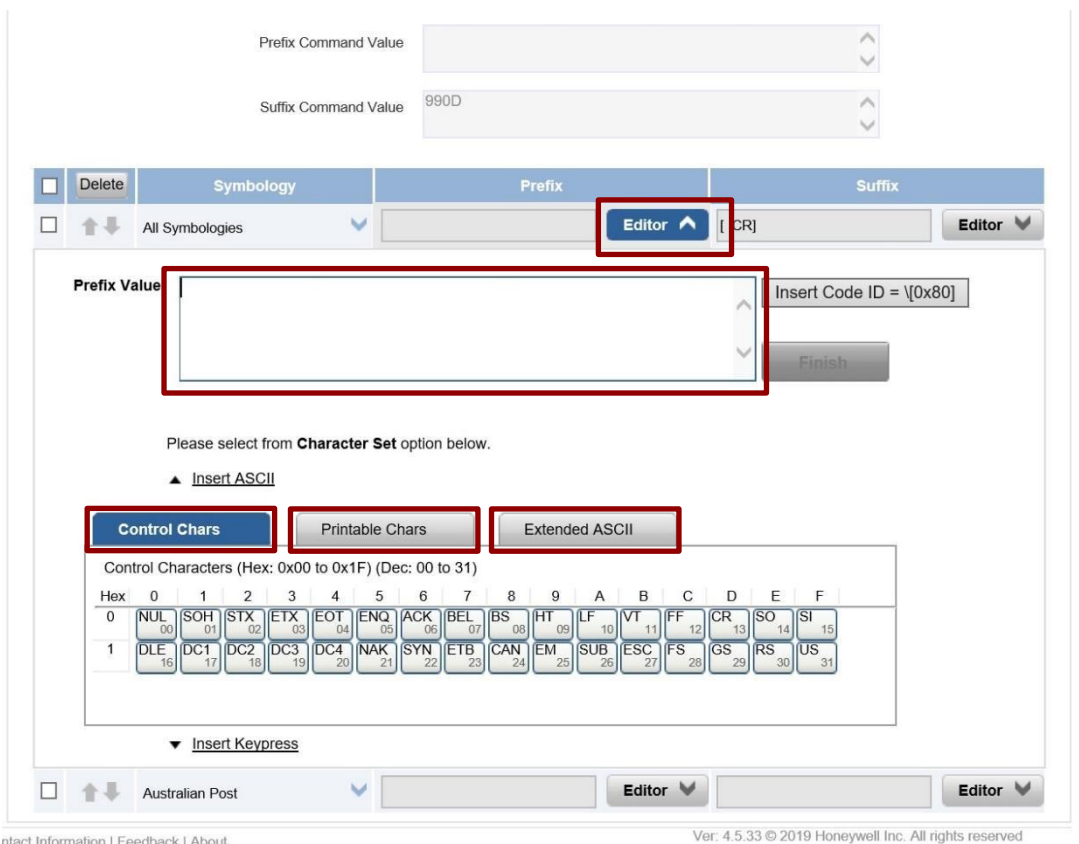 Prefix Command Value
Suffix Command Value 990D
Delete Symbology Prefix Suffix
All Symbologies Editor [ CR] Editor
Prefix Value Insert Code ID = \[0x80]
Finish
Please select from Character Set option below.
▲ Insert ASCII
Control Chars Printable Chars Extended ASCII
Control Characters (Hex: 0x00 to 0x1F) (Dec: 00 to 31)
Hex 0 1 2 3 4 5 6 7 8 9 A B C D E F
0 NUL 00 SOH 01 STX 02 ETX 03 EOT 04 ENQ 05 ACK 06 BEL 07 BS 08 HT 09 LF 10 VT 11 FF 12 CR 13 SO 14 SI 15
1 DLE 16 DC1 17 DC2 18 DC3 19 DC4 20 NAK 21 SYN 22 ETB 23 CAN 24 EM 25 SUB 26 ESC 27 FS 28 GS 29 RS 30 US 31
▼ Insert Keypress
Australian Post Editor Editor
ntact Information | Feedback | About Ver: 4.5.33 © 2019 Honeywell Inc. All rights reserved